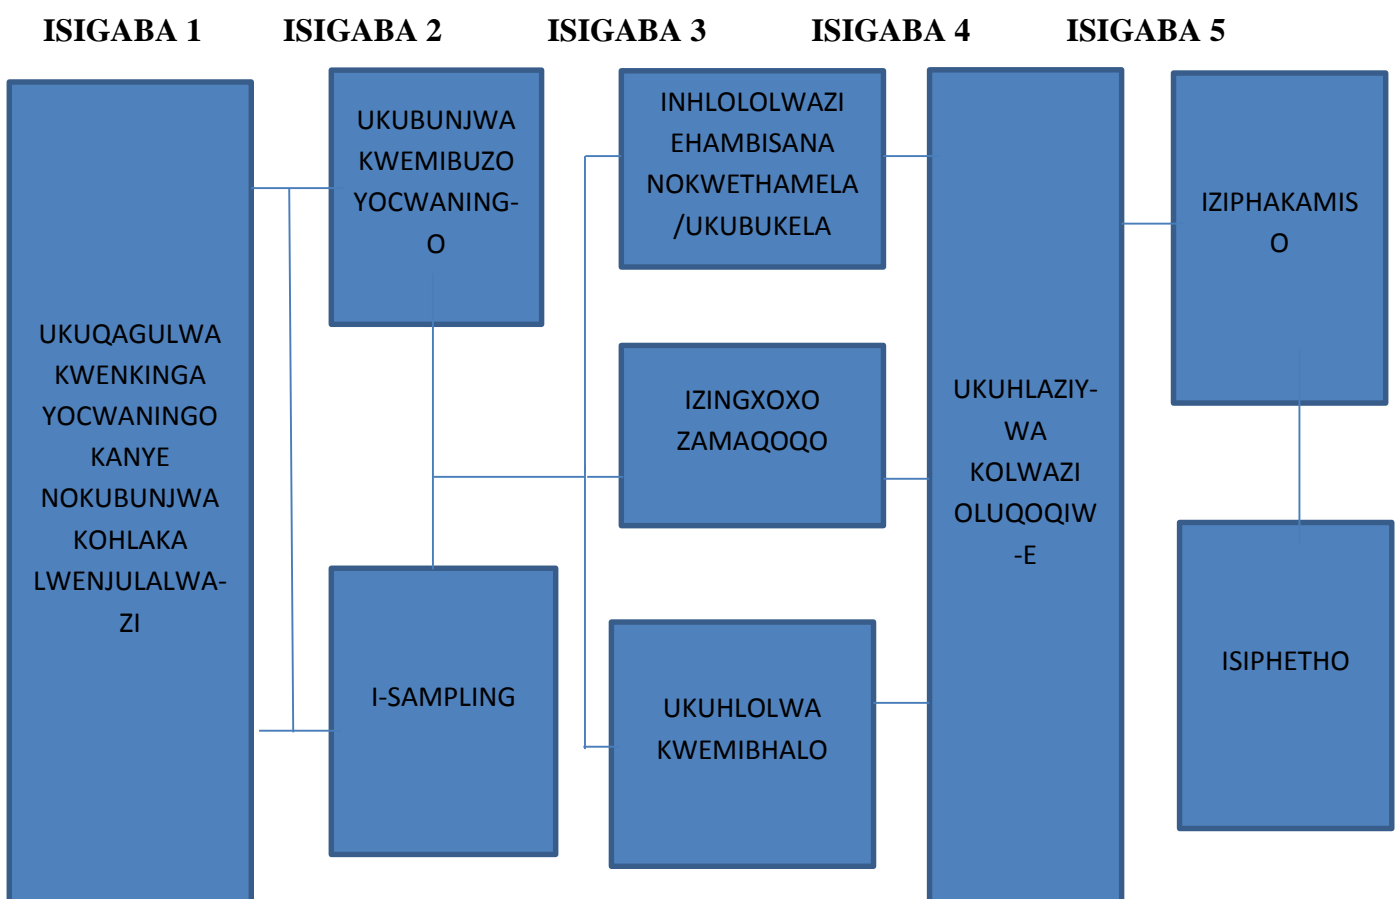 ISIGABA 1 ISIGABA 2 ISIGABA 3 ISIGABA 4 ISIGABA 5
UKUQAGULWA
KWENKINGA
YOCWANINGO
KANYE
NOKUBUNJWA
KOHLAKA
LWENJULALWA-
ZI
UKUBUNJWA
KWEMIBUZO
YOCWANING-
O
I-SAMPLING
INHLOLOLWAZI
EHAMBISANA
NOKWETHAMELA
/UKUBUKELA
IZINGXOXO
ZAMAQOQO
UKUHLOLWA
KWEMIBHALO
UKUHLAZIY-
WA
KOLWAZI
OLUQOQIW
-E
IZIPHAKAMIS
O
ISIPHETHO